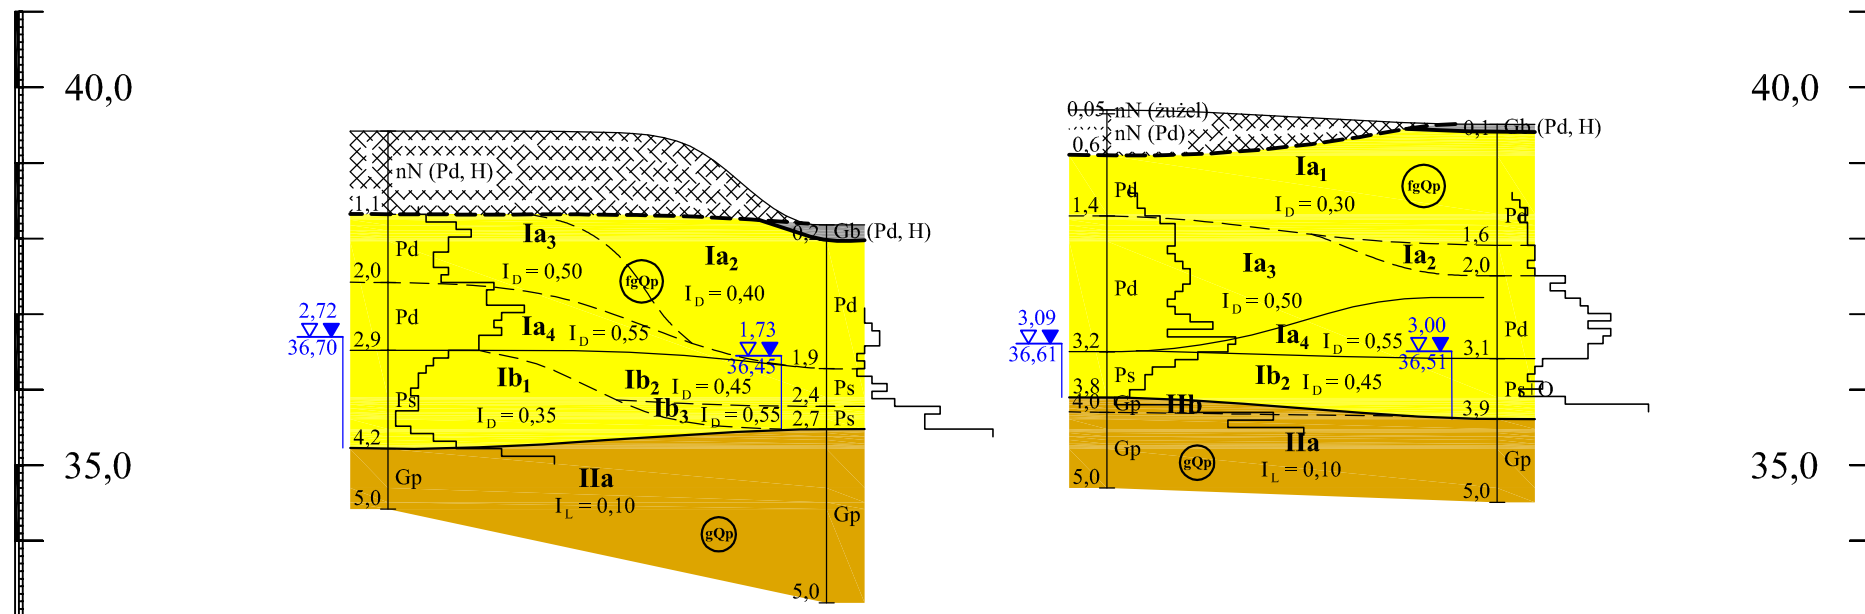 40,0
35,0
nN (Pd, H)
1,1
Pd
2,0
Pd
2,9
Ps
4,2
Gp
5,0
2,72
36,70
Ia3
ID = 0,50
fgQp
Ia2
ID = 0,40
Ia4
ID = 0,55
1,73
36,45
Ib1
ID = 0,35
Ib2
ID = 0,45
Ib3
ID = 0,55
IIa
IL = 0,10
gQp
0,2
Gb (Pd, H)
Pd
1,9
Ps
2,4
Ps
2,7
Gp
5,0
0,05
nN (żużel)
nN (Pd)
0,6
Pd
1,4
Pd
3,2
Ps
3,8
Gp
4,0
Gp
5,0
3,09
36,61
Ia1
ID = 0,30
fgQp
Ia3
ID = 0,50
Ia2
Ia4
ID = 0,55
3,00
36,51
Ib2
ID = 0,45
IIb
IIa
IL = 0,10
gQp
0,1
Gb (Pd, H)
Pd
1,6
2,0
Pd
3,1
Ps+O
3,9
Gp
5,0
40,0
35,0